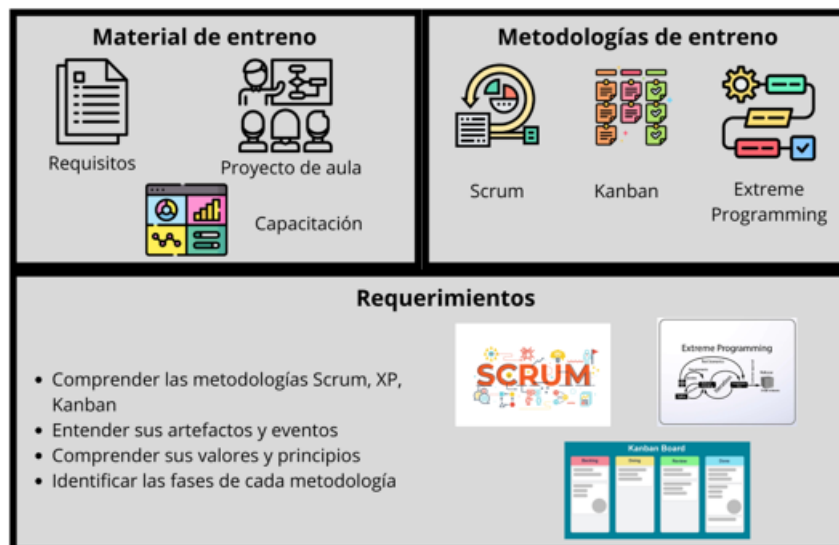 Material de entreno
Requisitos
Proyecto de aula
Capacitación
Metodologías de entreno
Scrum
Kanban
Extreme
Programming
Requerimientos
• Comprender las metodologías Scrum, XP,
Kanban
• Entender sus artefactos y eventos
• Comprender sus valores y principios
• Identificar las fases de cada metodología
SCRUM
Extreme Programming
Kanban Board